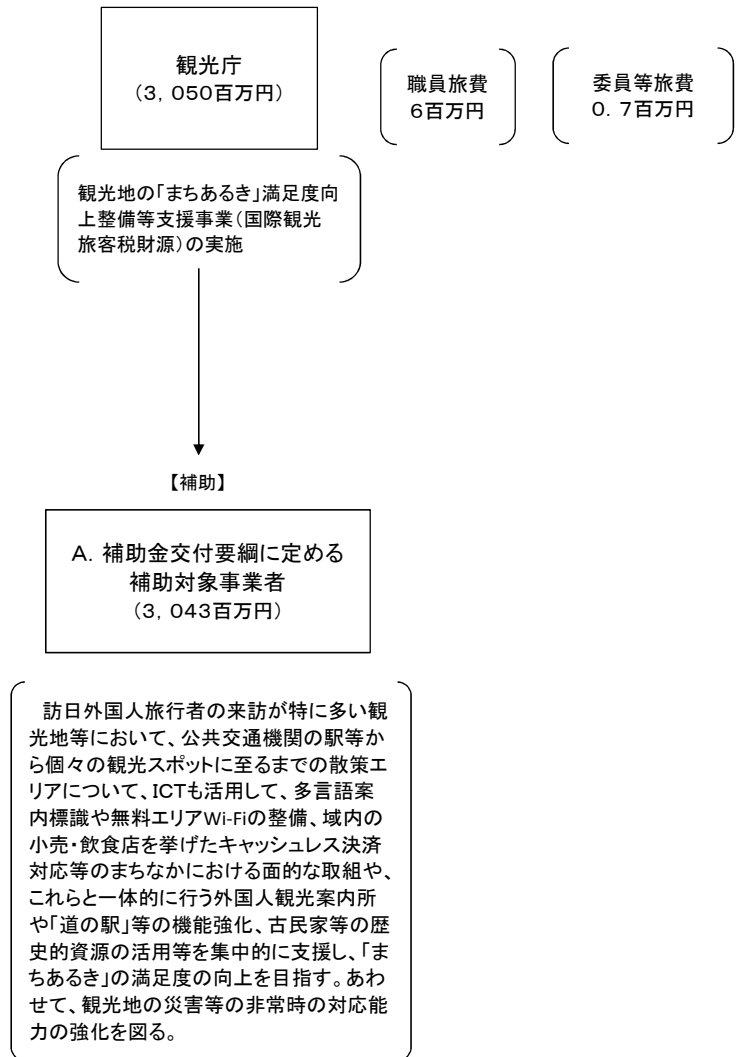 観光庁
（３，０５０百万円）
職員旅費
６百万円
委員等旅費
０．７百万円
観光地の「まちあるき」満足度向
上整備等支援事業（国際観光
旅客税財源）の実施
【補助】
Ａ．補助金交付要綱に定める
補助対象事業者
（３，０４３百万円）
訪日外国人旅行者の来訪が特に多い観
光地等において、公共交通機関の駅等か
ら個々の観光スポットに至るまでの散策エ
リアについて、ICTも活用して、多言語案
内標識や無料エリアWi-Fiの整備、域内の
小売・飲食店を挙げたキャッシュレス決済
対応等のまちなかにおける面的な取組や、
これらと一体的に行う外国人観光案内所
や「道の駅」等の機能強化、古民家等の歴
史的資源の活用等を集中的に支援し、「ま
ちあるき」の満足度の向上を目指す。あわ
せて、観光地の災害等の非常時の対応能
力の強化を図る。